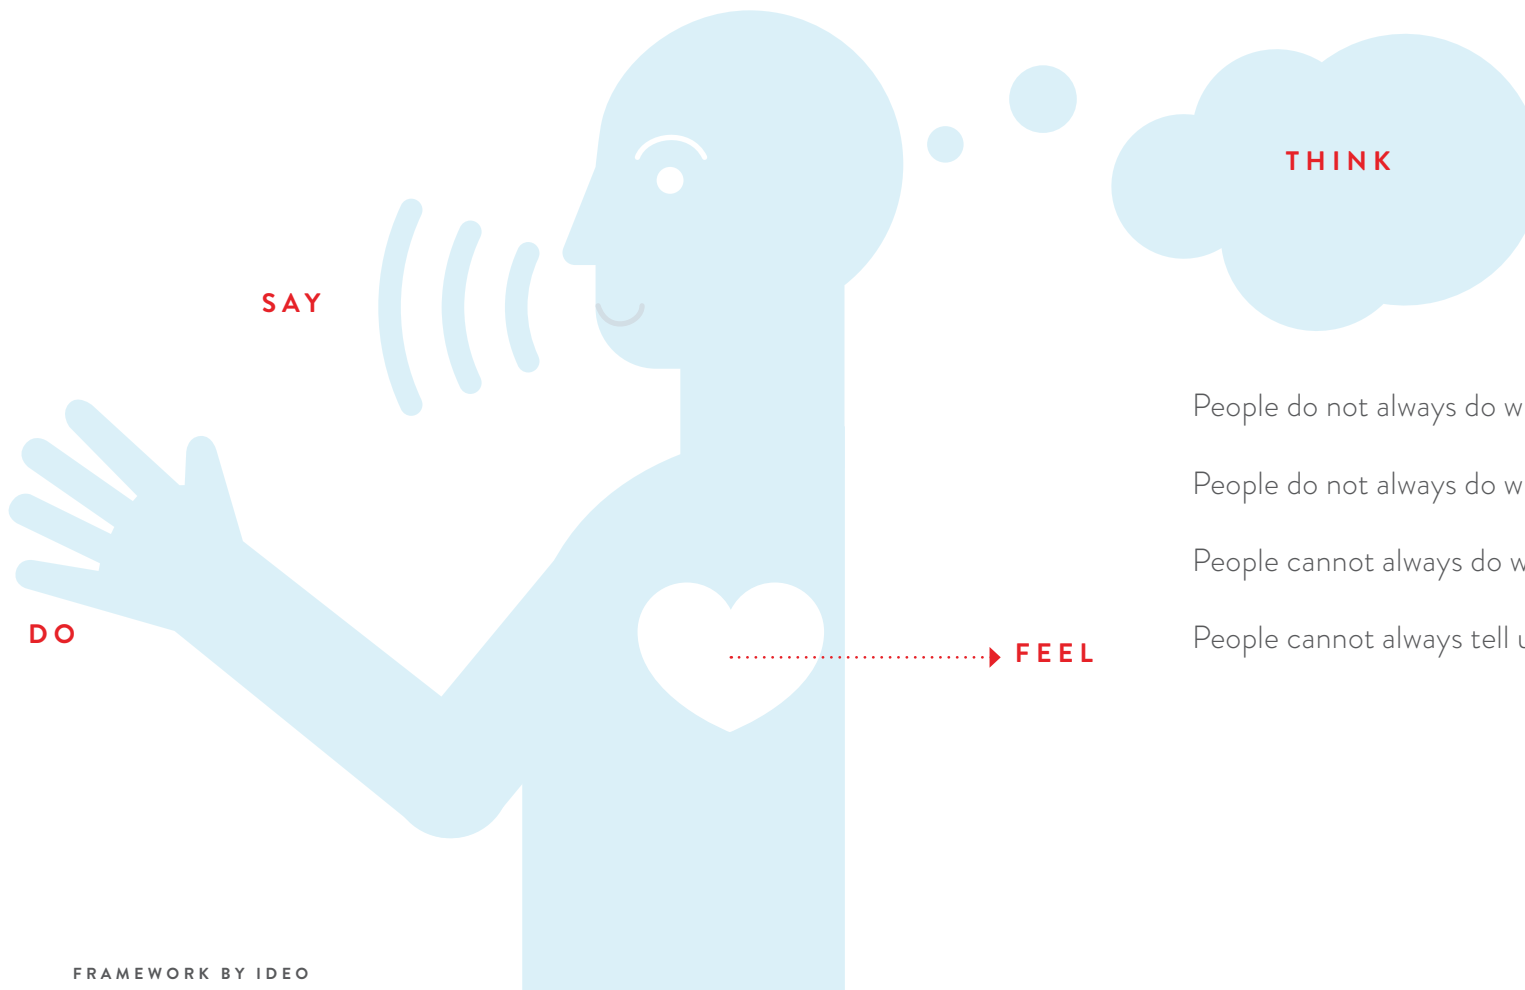 THINK
SAY
People do not always do w
People do not always do w
People cannot always do w
People cannot always tell u
DO
FEEL
FRAMEWORK BY IDEO